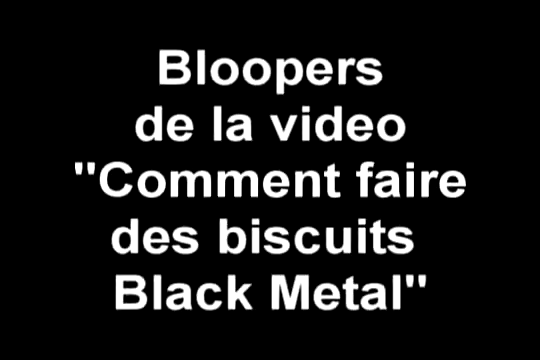 Bloopers
de la video
"Comment faire
des biscuits
Black Metal"